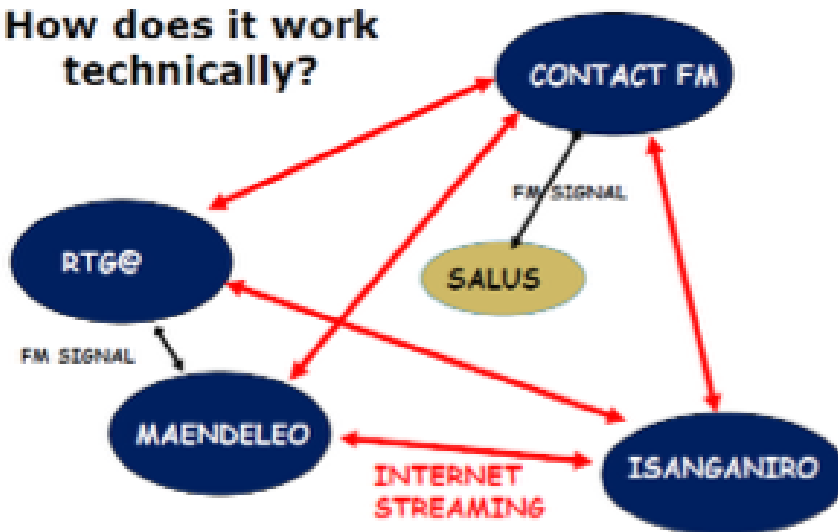 How does it work
technically?
CONTACT FM
FM SIGNAL
RTG@
SALUS
FM SIGNAL
MAENDELEO
ISANGANIRO
INTERNET
STREAMING